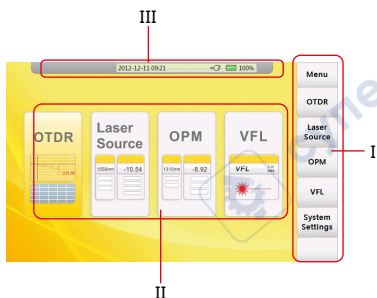 III
2012-12-11 09:21 100%
Menu
OTDR
Laser
Source
OPM
VFL
System
Settings
I
OTDR
Laser
Source
OPM
VFL
1550nm -10.54
1310nm -8.92
VFL
II